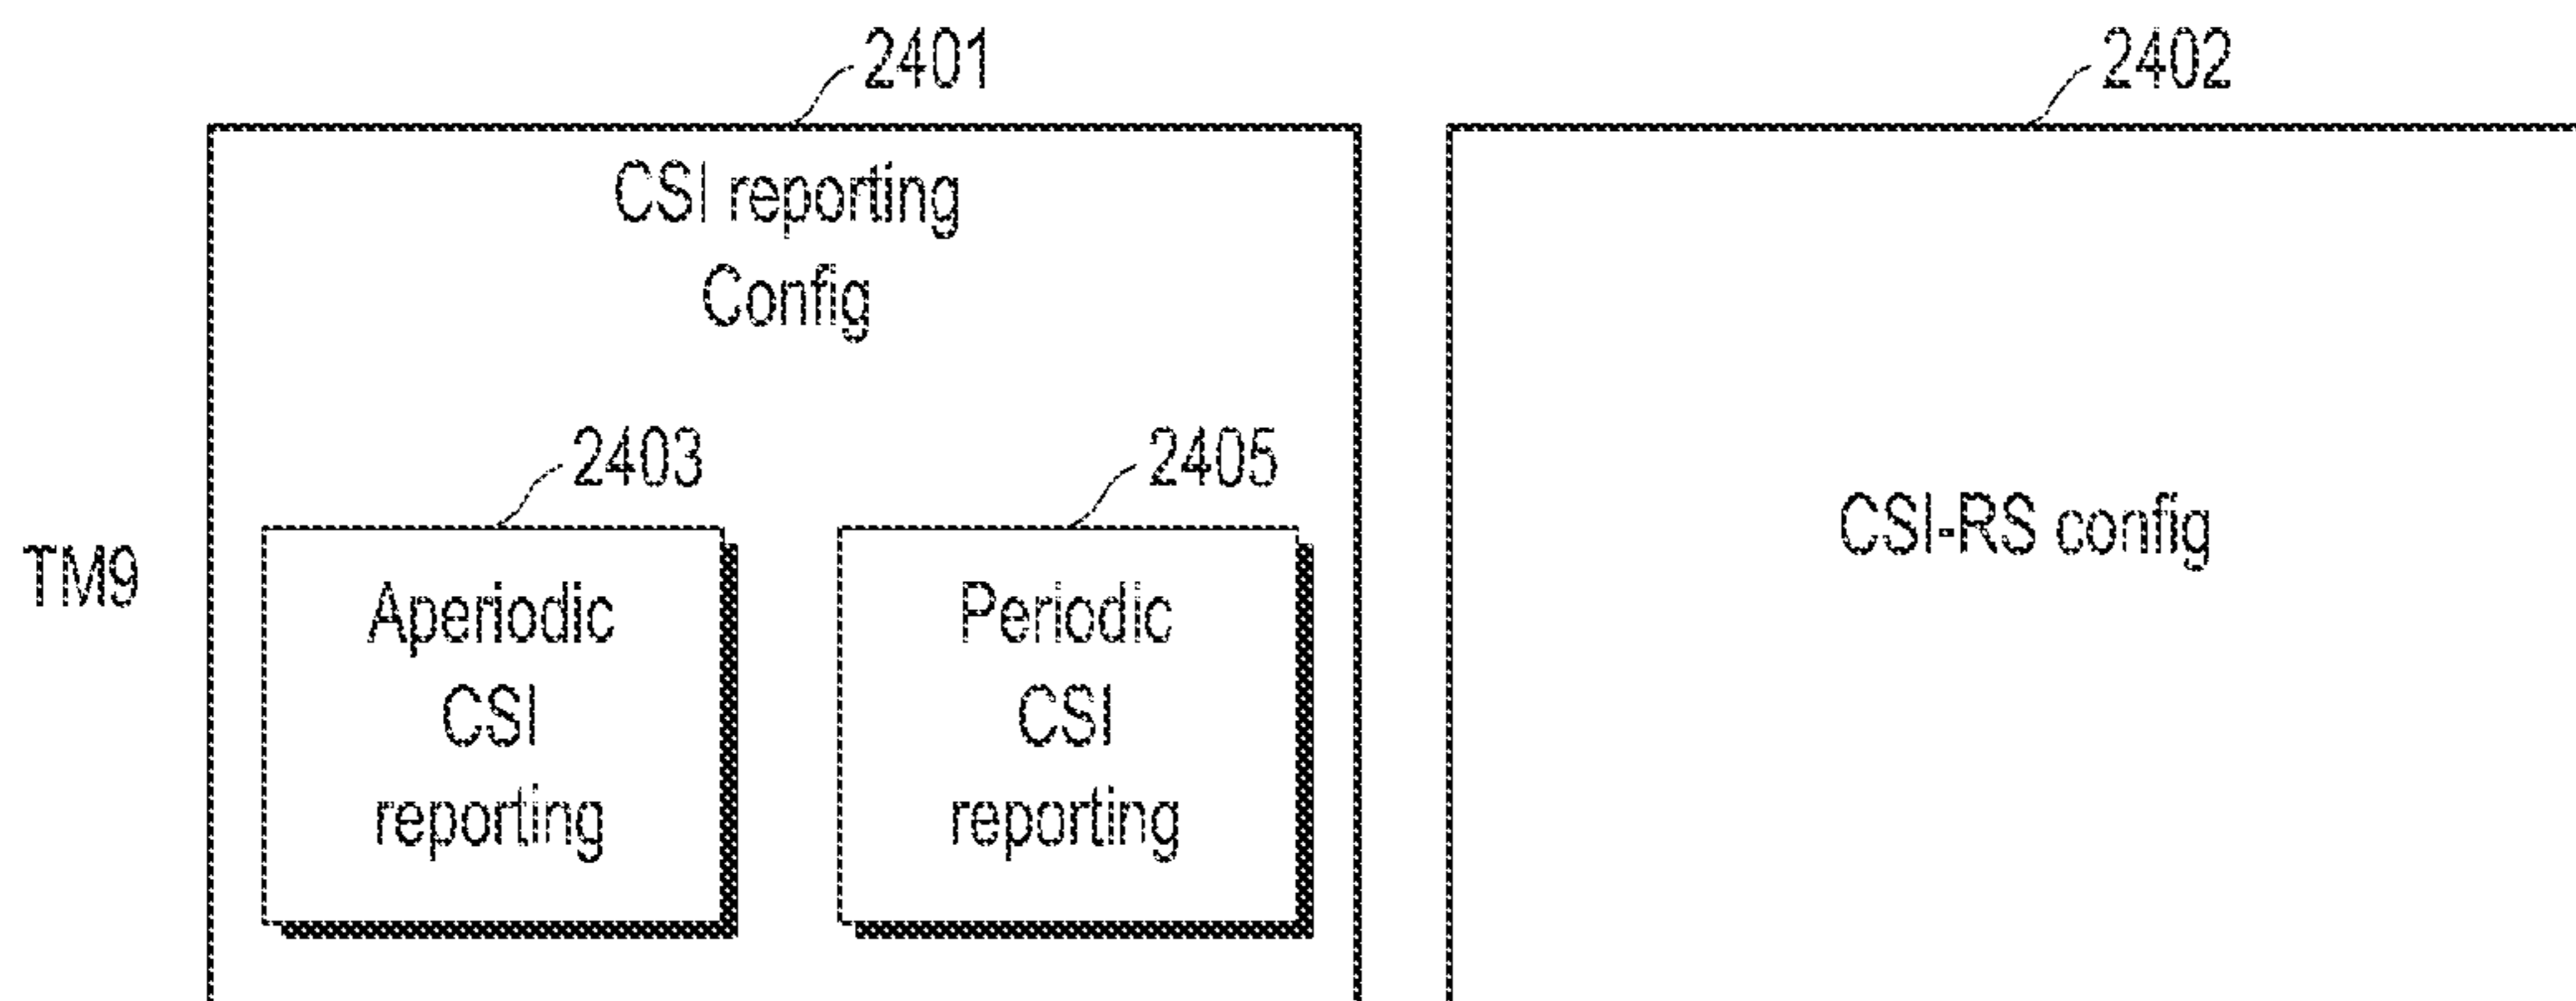 2401
2402
CSI reporting
Config
2403
2405
TM9
Aperiodic
CSI
reporting
Periodic
CSI
reporting
CSI-RS config